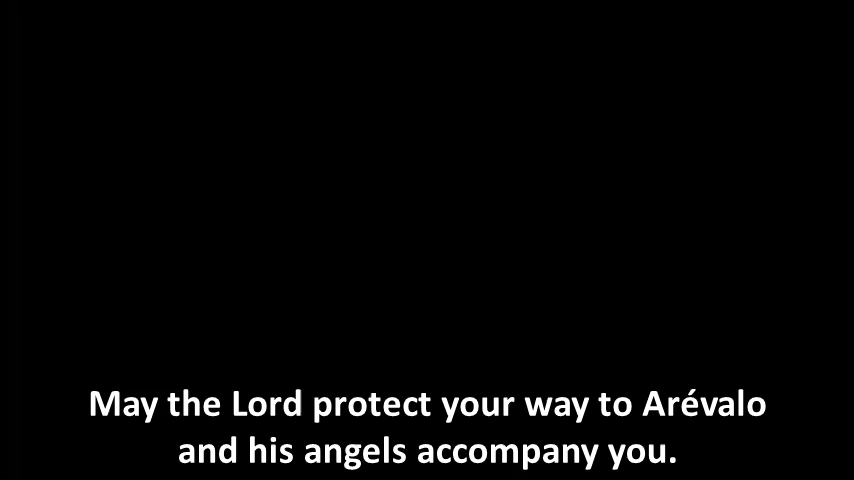 May the Lord protect your way to Arévalo
and his angels accompany you.